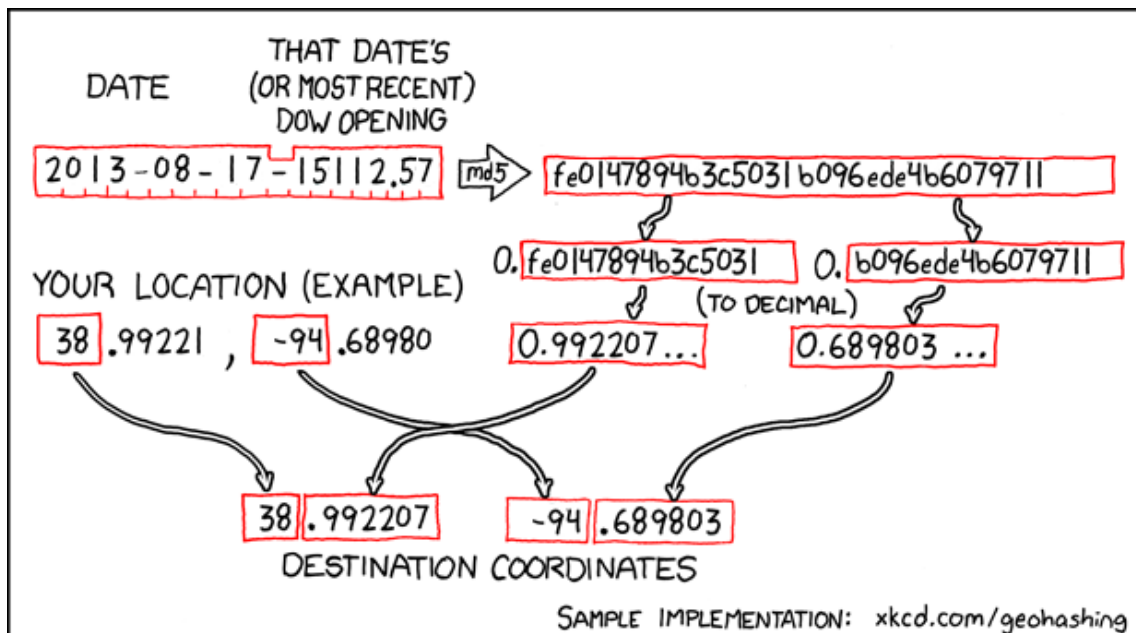 THAT DATE'S
DATE (OR MOST RECENT)
DOW OPENING
2013-08-17-15112.57 md5 fe0147894b3c5031b096ede4b6079711
0. fe0147894b3c5031 0. b096ede4b6079711
YOUR LOCATION (EXAMPLE) (TO DECIMAL)
38.99221, -94.68980 0.992207... 0.689803 ...
38.992207 -94.689803
DESTINATION COORDINATES
SAMPLE IMPLEMENTATION: xkcd.com/geohashing